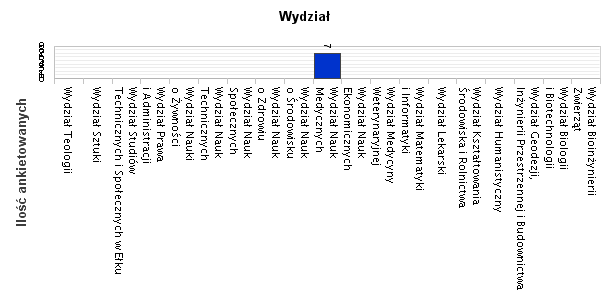 Wydział
7
Ilość ankietowanych
Wydział Teologii
Wydział Sztuki
Wydział Studiów
Technicznych i Społecznych w Ełku
Wydział Prawa
i Administracji
Wydział Nauki
o Żywności
Wydział Nauk
Technicznych
Wydział Nauk
Społecznych
Wydział Nauk
o Zdrowiu
Wydział Nauk
o Środowisku
Wydział Nauk
Medycznych
Wydział Nauk
Ekonomicznych
Wydział Medycyny
Weterynaryjnej
Wydział Matematyki
i Informatyki
Wydział Lekarski
Wydział Kształtowania
Środowiska i Rolnictwa
Wydział Humanistyczny
Wydział Geodezji,
Inżynierii Przestrzennej i Budownictwa
Wydział Biologii
i Biotechnologii
Wydział Bioinżynierii
Zwierząt